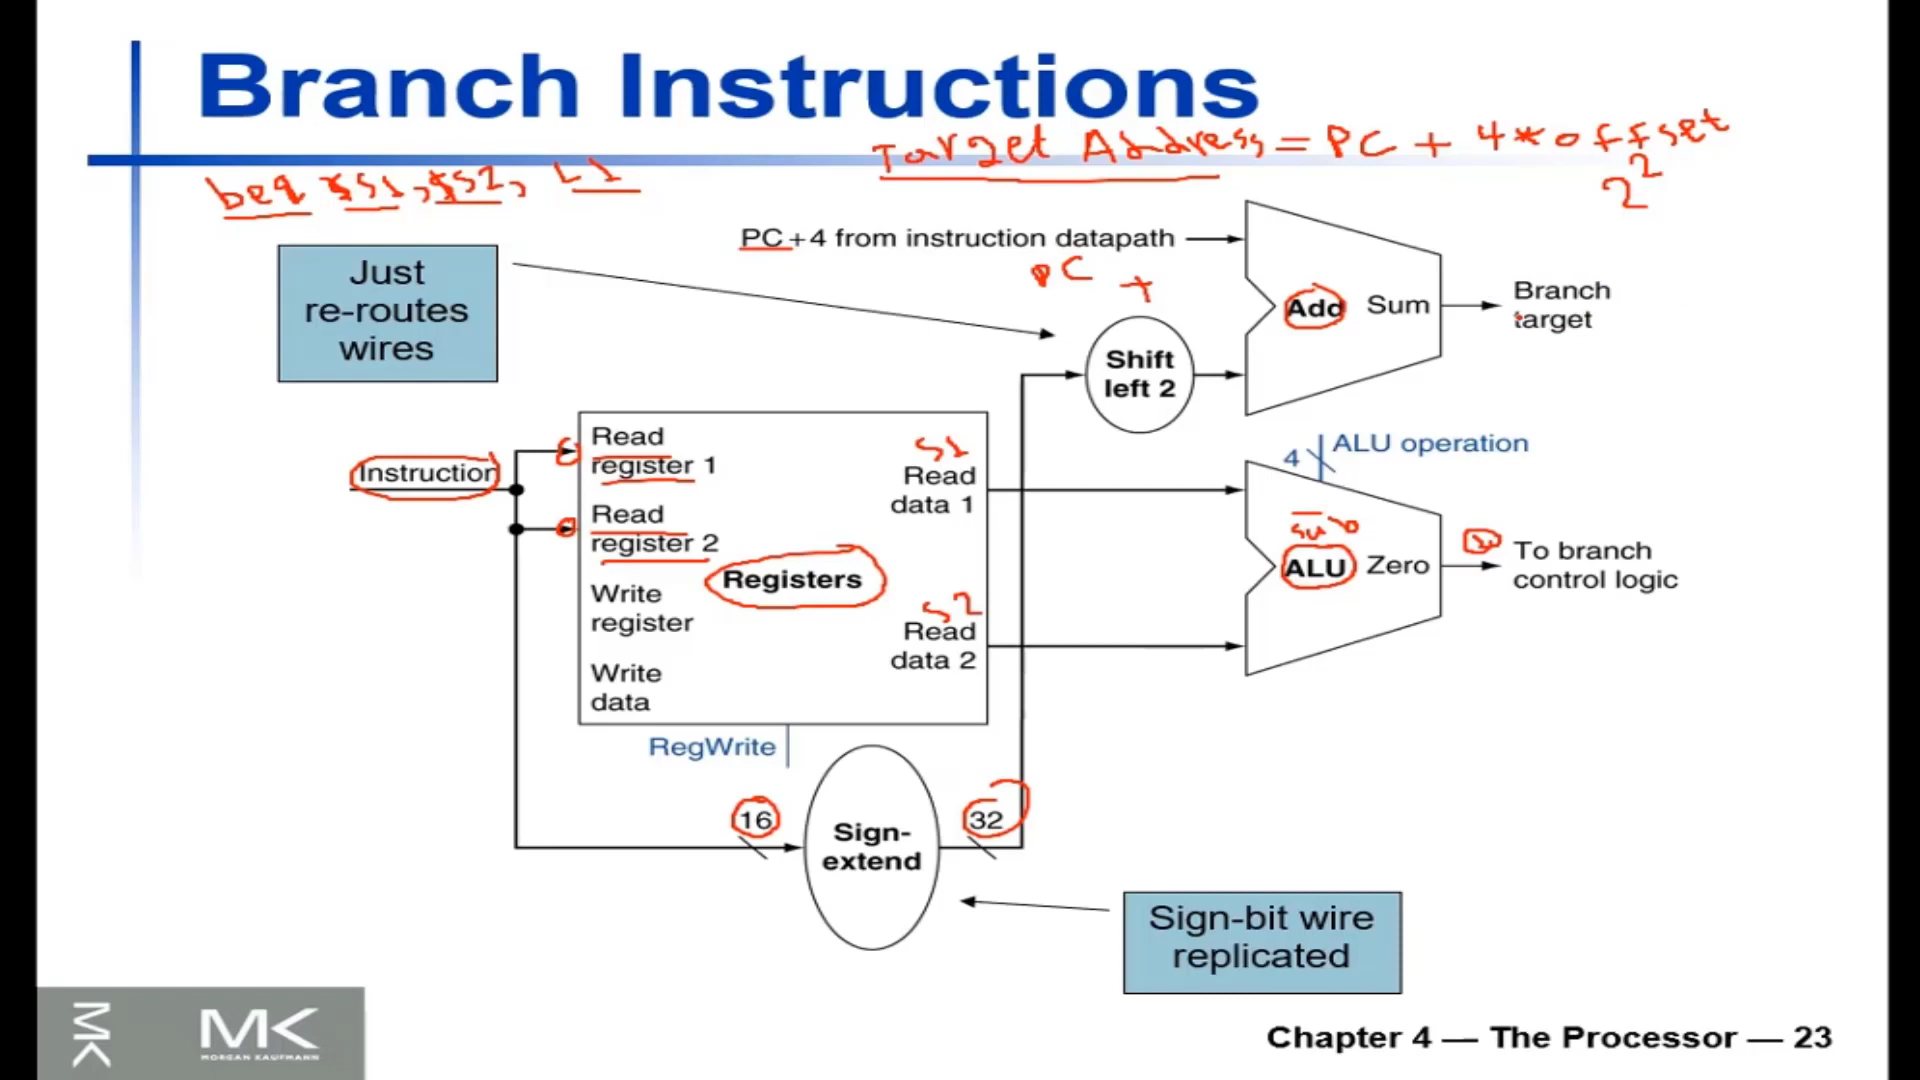 Branch Instructions
Target Address = PC + 4 * offset
2^2
beq $s1, $s2, L1
Just
re-routes
wires
PC+4 from instruction datapath
PC +
Add Sum
Branch
target
Shift
left 2
Instruction
Read
register 1
Read
register 2
Write
register
Write
data
Registers
S1
Read
data 1
S2
Read
data 2
RegWrite
4
ALU operation
sub
ALU Zero
To branch
control logic
16
Sign-
extend
32
Sign-bit wire
replicated
MK
MK
MORGAN KAUFMANN
Chapter 4 — The Processor — 23